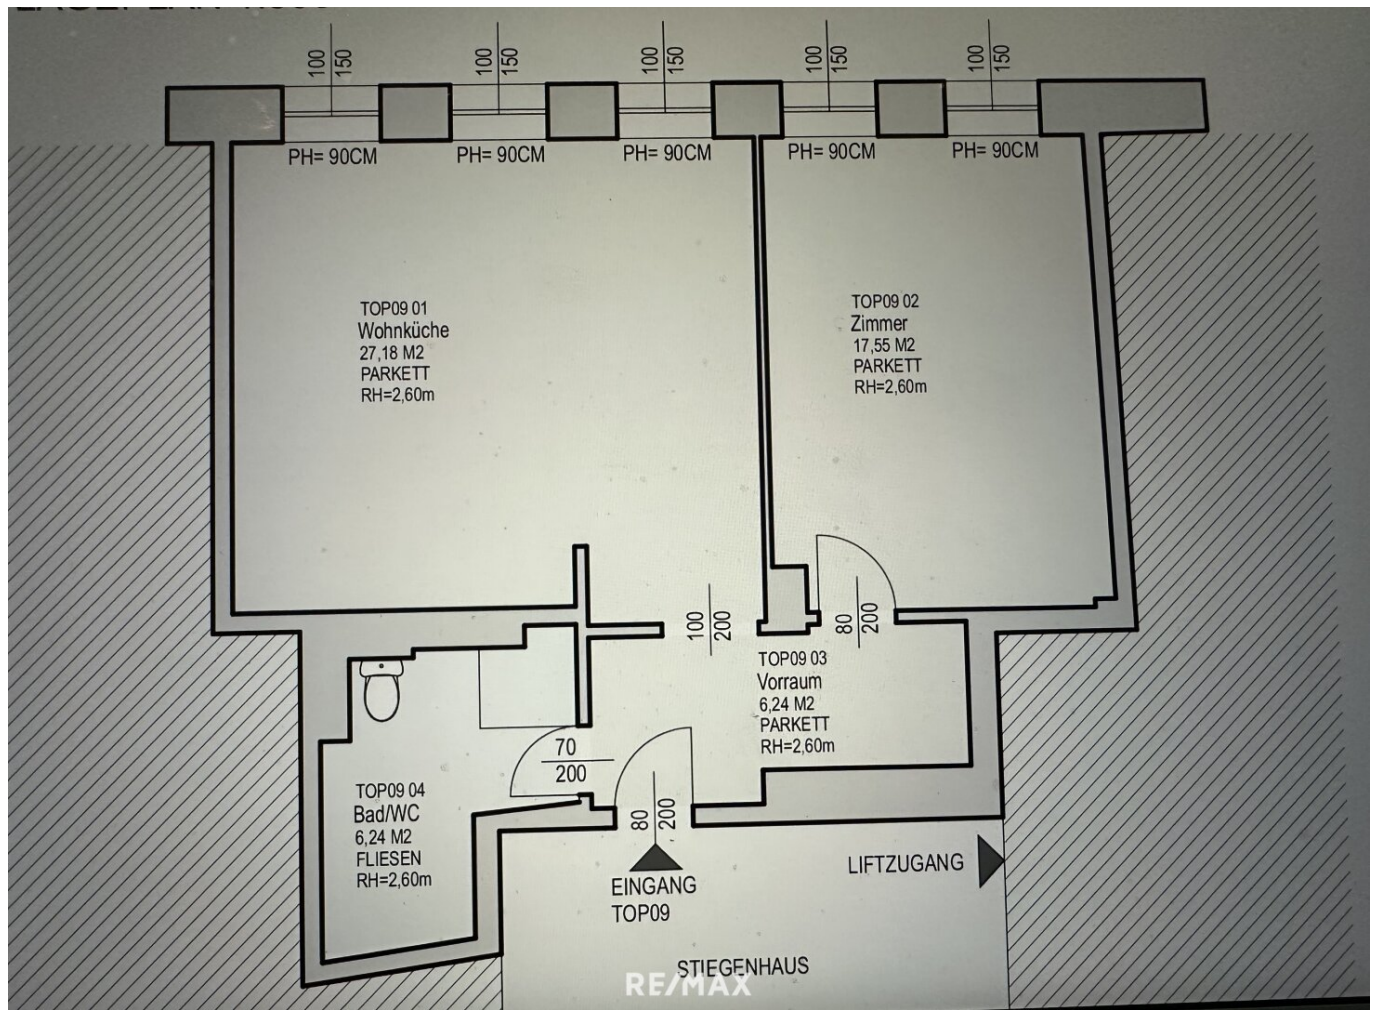 100
150
100
150
100
150
100
150
100
150
PH= 90CM
PH= 90CM
PH= 90CM
PH= 90CM
PH= 90CM
TOP09 01
Wohnküche
27,18 M2
PARKETT
RH=2,60m
TOP09 02
Zimmer
17,55 M2
PARKETT
RH=2,60m
100
200
80
200
TOP09 03
Vorraum
6,24 M2
PARKETT
RH=2,60m
70
200
80
200
TOP09 04
Bad/WC
6,24 M2
FLIESEN
RH=2,60m
EINGANG
TOP09
LIFTZUGANG
STIEGENHAUS
RE/MAX